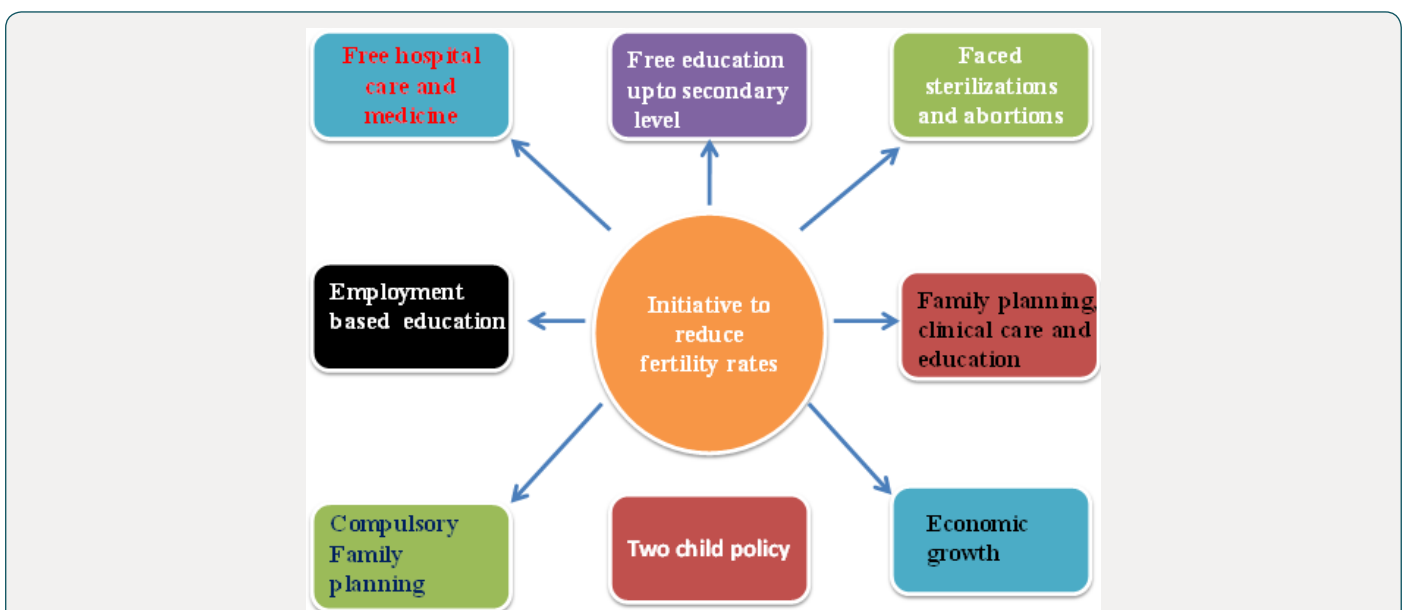 Free hospital
care and
medicine
Free education
upto secondary
level
Faced
sterilizations
and abortions
Employment
based education
Initiative to
reduce
fertility rates
Family planning,
clinical care and
education
Compulsory
Family
planning
Two child policy
Economic
growth